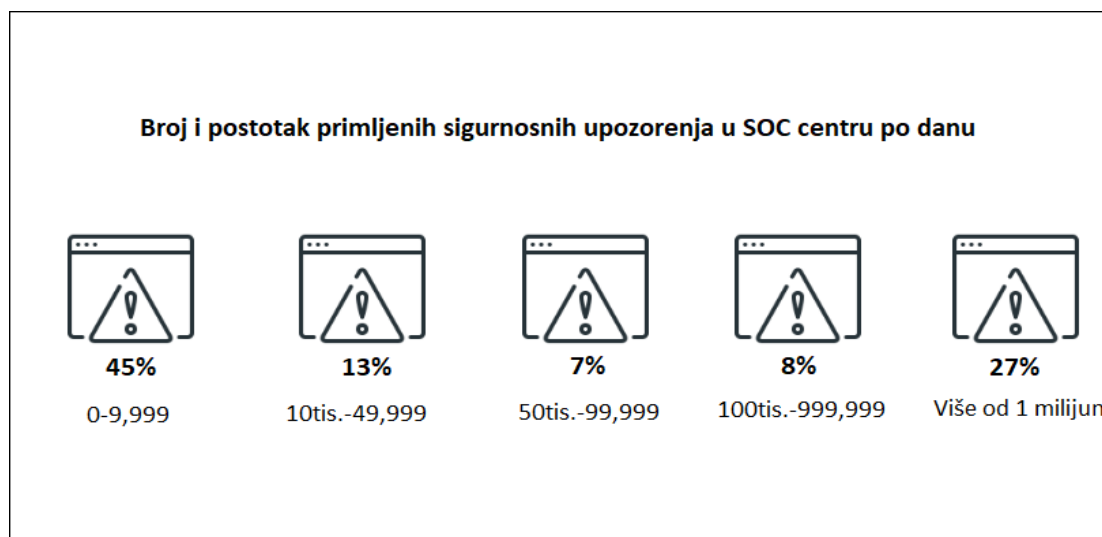 Broj i postotak primljenih sigurnosnih upozorenja u SOC centru po danu
45%
13%
7%
8%
27%
0-9,999
10tis.-49,999
50tis.-99,999
100tis.-999,999
Više od 1 milijun